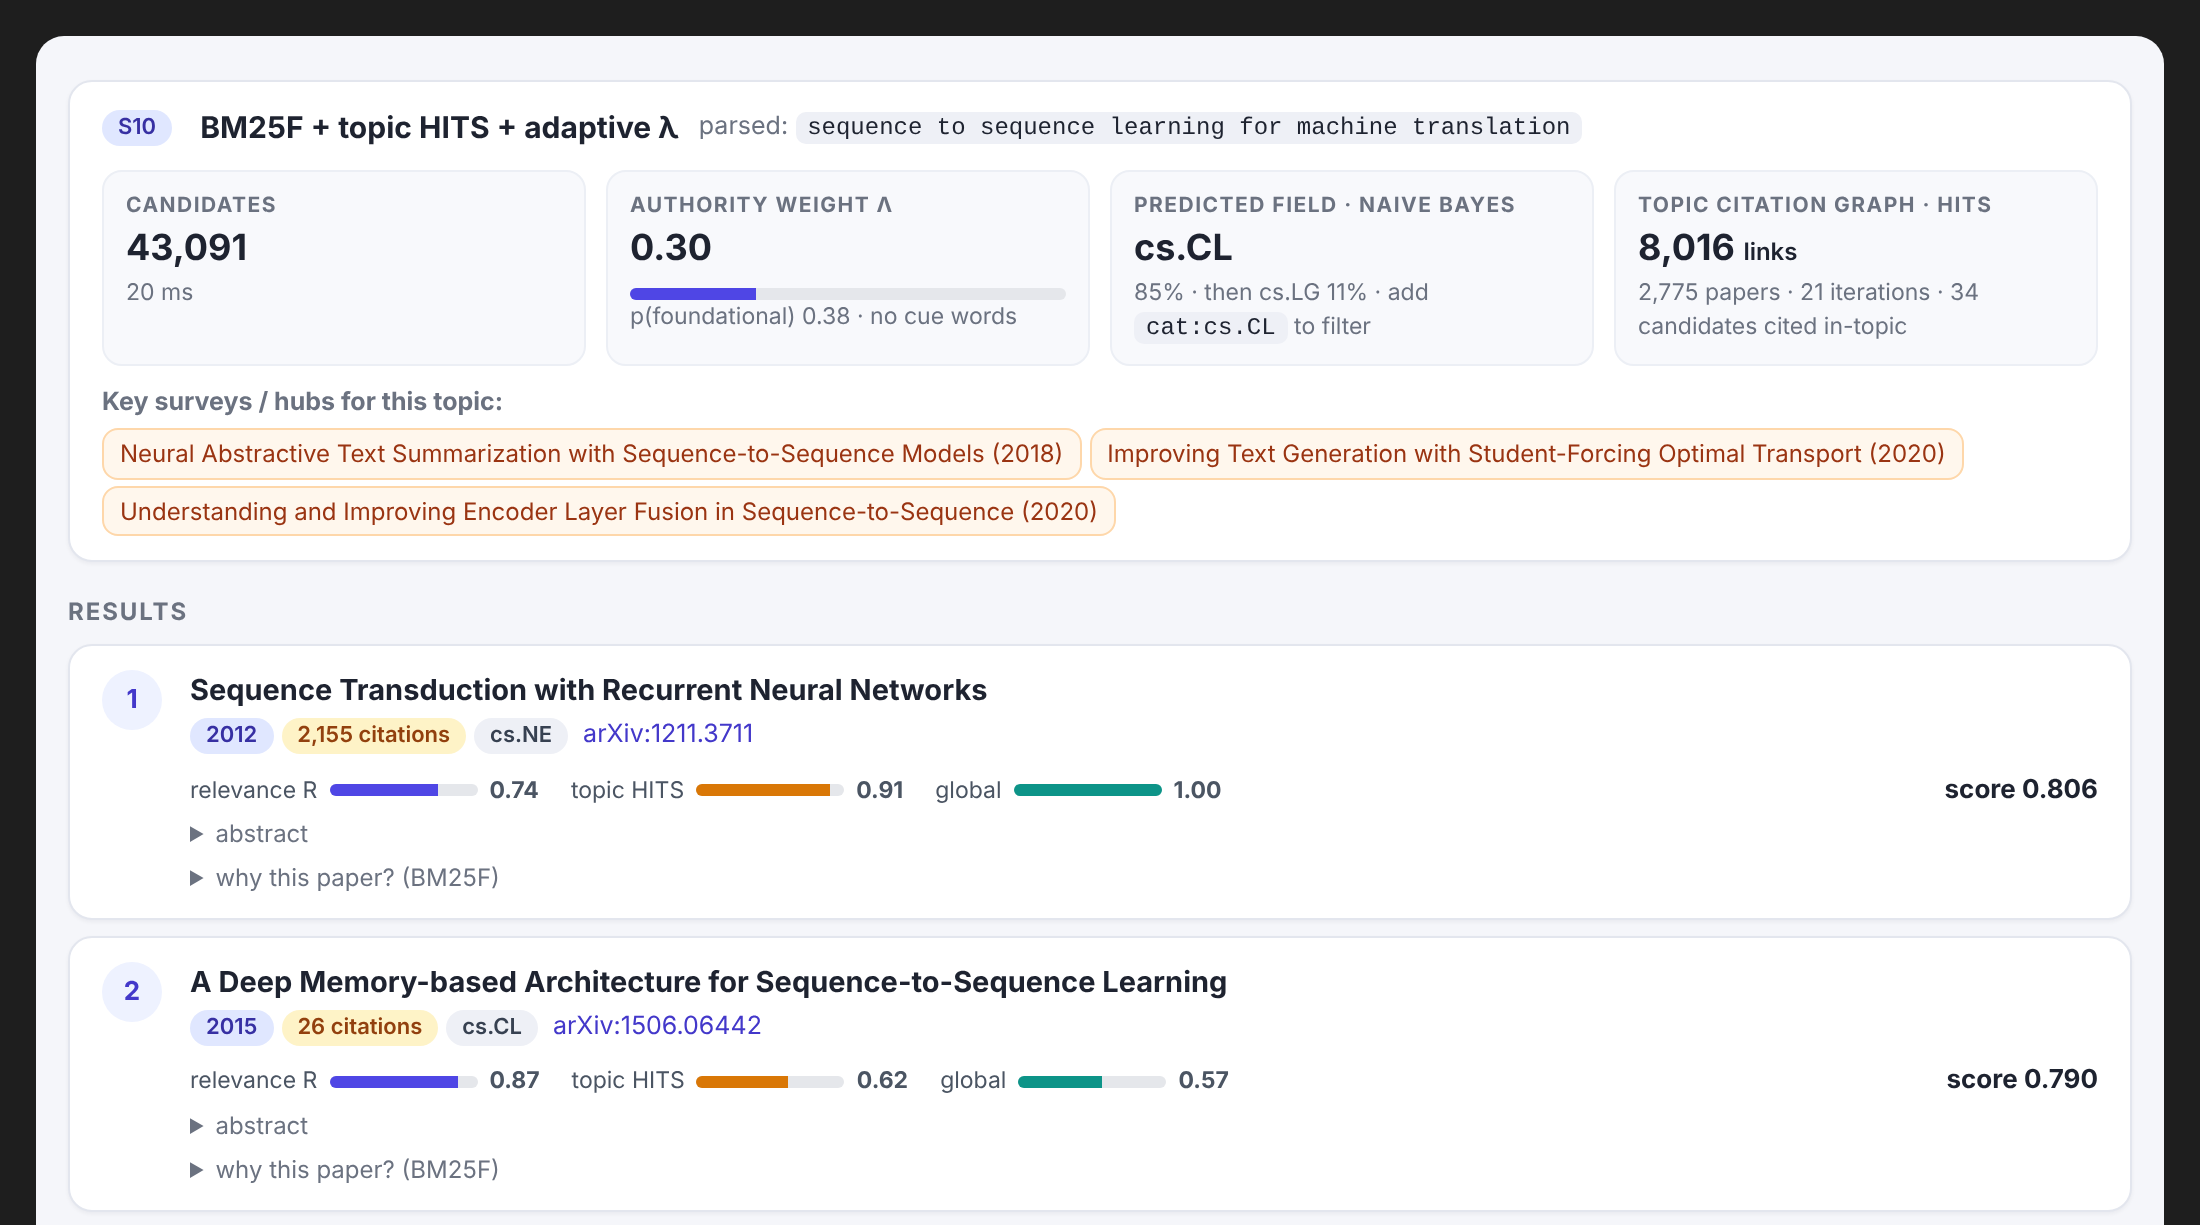 S10 BM25F + topic HITS + adaptive λ parsed: sequence to sequence learning for machine translation
CANDIDATES
43,091
20 ms
AUTHORITY WEIGHT Λ
0.30
p(foundational) 0.38 · no cue words
PREDICTED FIELD · NAIVE BAYES
cs.CL
85% · then cs.LG 11% · add
cat:cs.CL to filter
TOPIC CITATION GRAPH · HITS
8,016 links
2,775 papers · 21 iterations · 34
candidates cited in-topic
Key surveys / hubs for this topic:
Neural Abstractive Text Summarization with Sequence-to-Sequence Models (2018) Improving Text Generation with Student-Forcing Optimal Transport (2020)
Understanding and Improving Encoder Layer Fusion in Sequence-to-Sequence (2020)
RESULTS
1 Sequence Transduction with Recurrent Neural Networks
2012 2,155 citations cs.NE arXiv:1211.3711
relevance R 0.74 topic HITS 0.91 global 1.00 score 0.806
▶ abstract
▶ why this paper? (BM25F)
2 A Deep Memory-based Architecture for Sequence-to-Sequence Learning
2015 26 citations cs.CL arXiv:1506.06442
relevance R 0.87 topic HITS 0.62 global 0.57 score 0.790
▶ abstract
▶ why this paper? (BM25F)